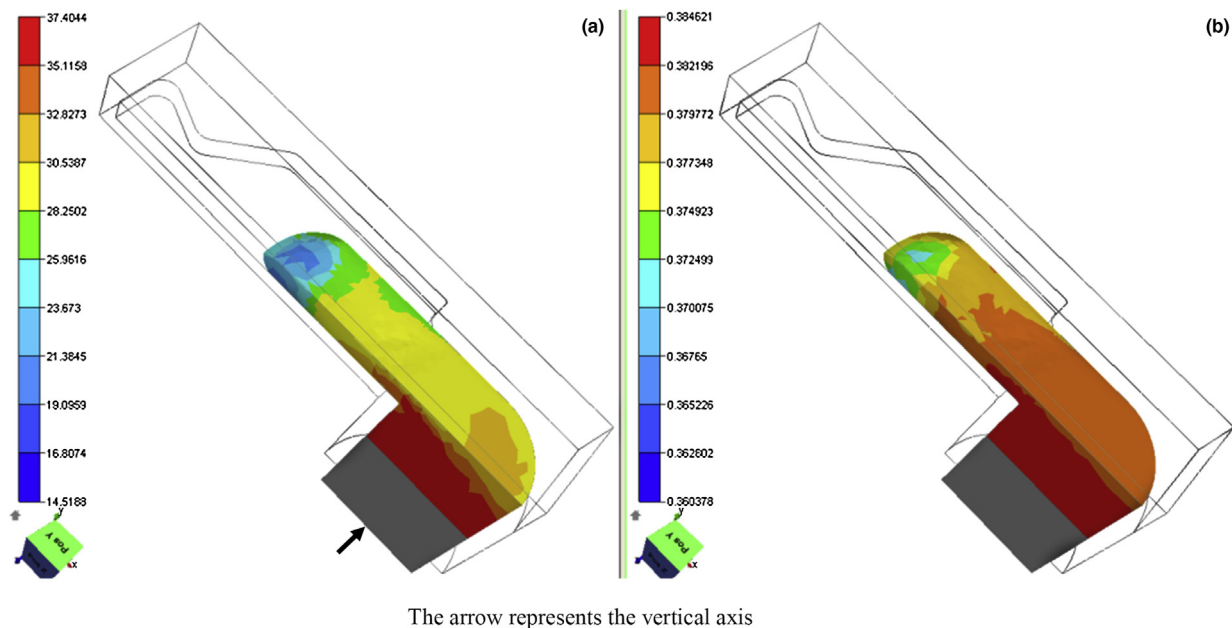 (a)
37.4044
35.1158
32.8273
30.5387
28.2502
25.9616
23.673
21.3845
19.0959
16.8074
14.5188
y
Pos Y
x
(b)
0.384621
0.382196
0.379772
0.377348
0.374923
0.372499
0.370075
0.36765
0.365226
0.362802
0.360378
y
Pos Y
x
The arrow represents the vertical axis